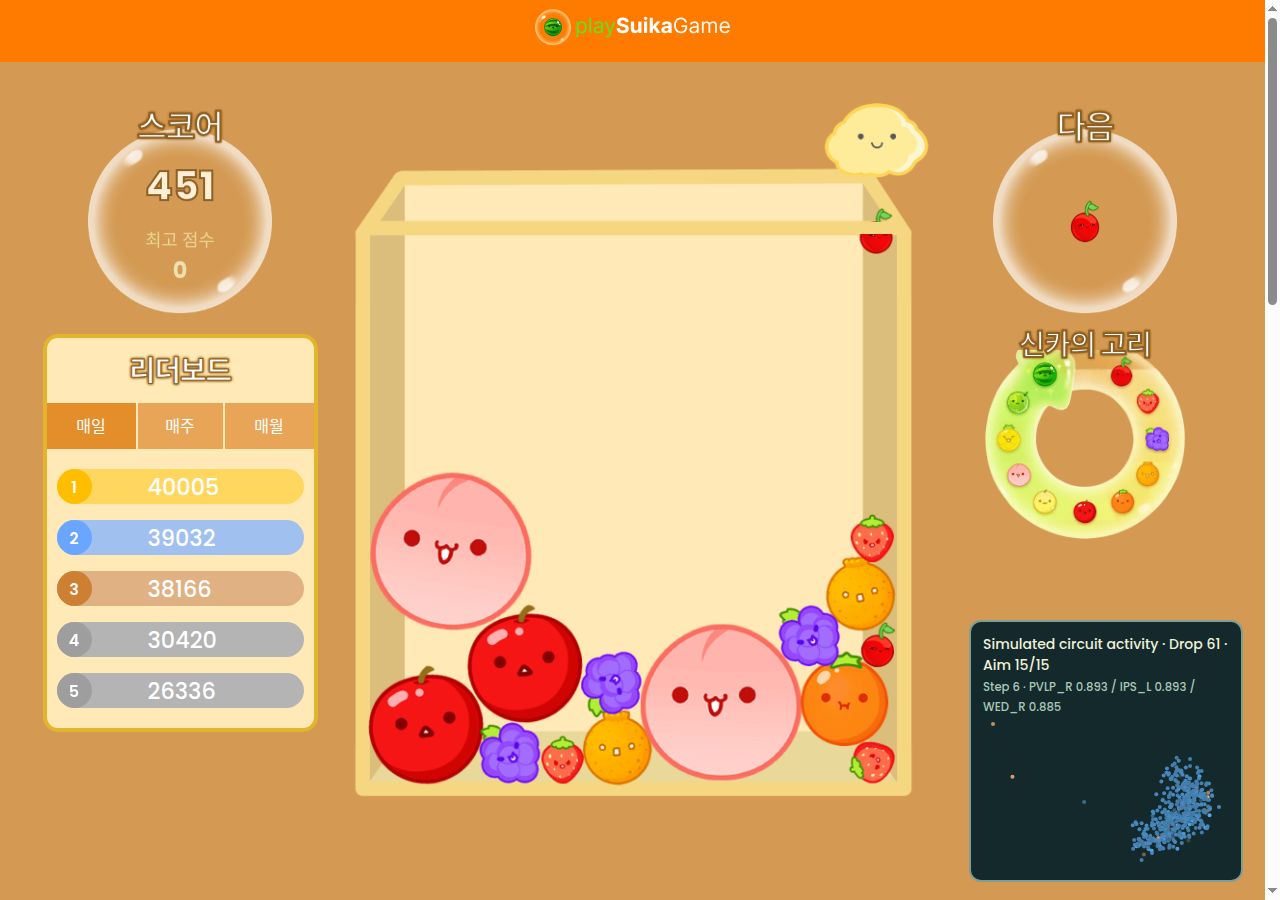 playSuikaGame
스코어
451
최고 점수
0
다음
신카의 고리
리더보드
매일
매주
매월
1 40005
2 39032
3 38166
4 30420
5 26336
Simulated circuit activity · Drop 61 ·
Aim 15/15
Step 6 · PVLP_R 0.893 / IPS_L 0.893 /
WED_R 0.885